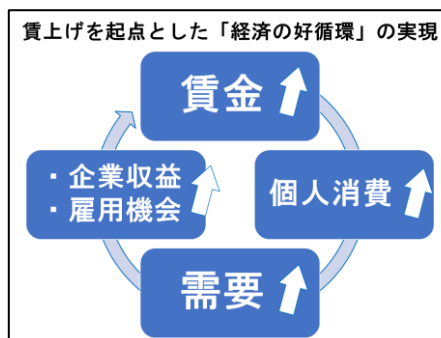 賃上げを起点とした「経済の好循環」の実現
賃金
個人消費
需要
・企業収益
・雇用機会